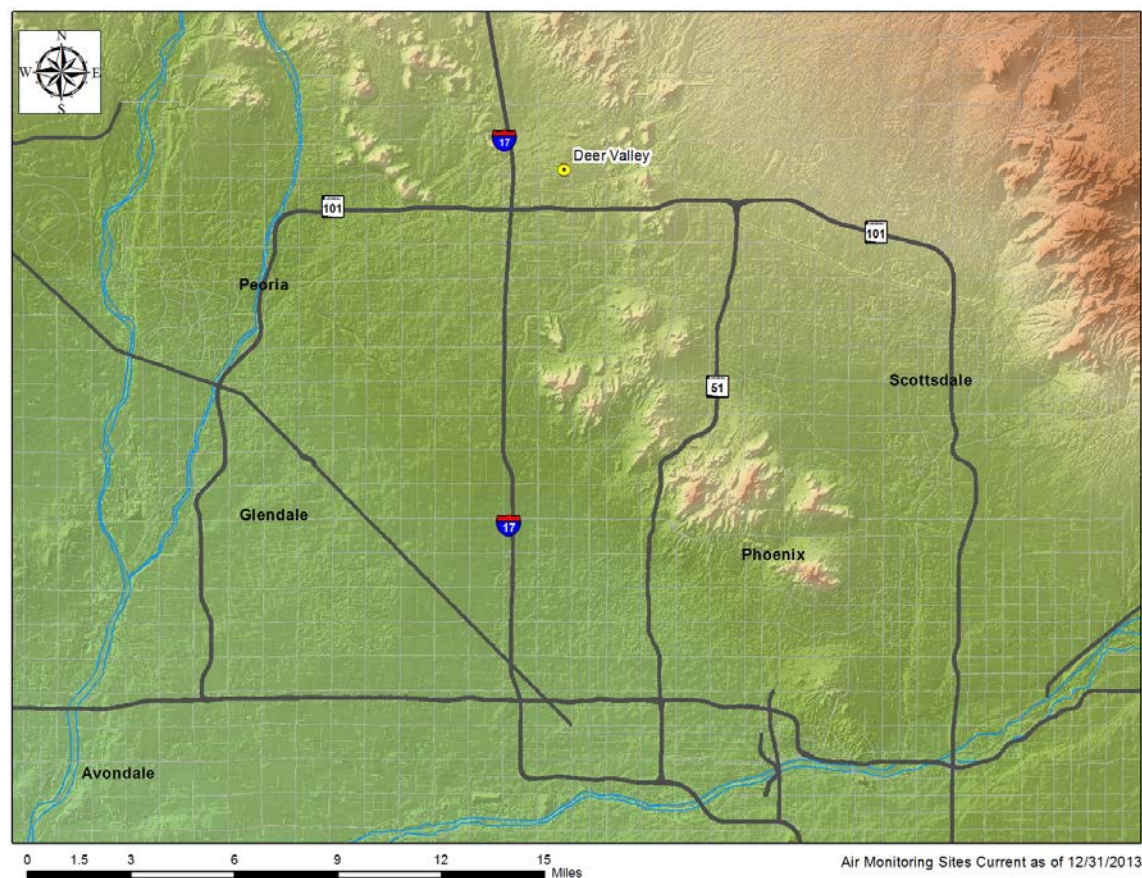 N
W
E
S
17
Deer Valley
101
101
Peoria
51
Scottsdale
Glendale
17
Phoenix
Avondale
0 1.5 3 6 9 12 15
Miles
Air Monitoring Sites Current as of 12/31/2013